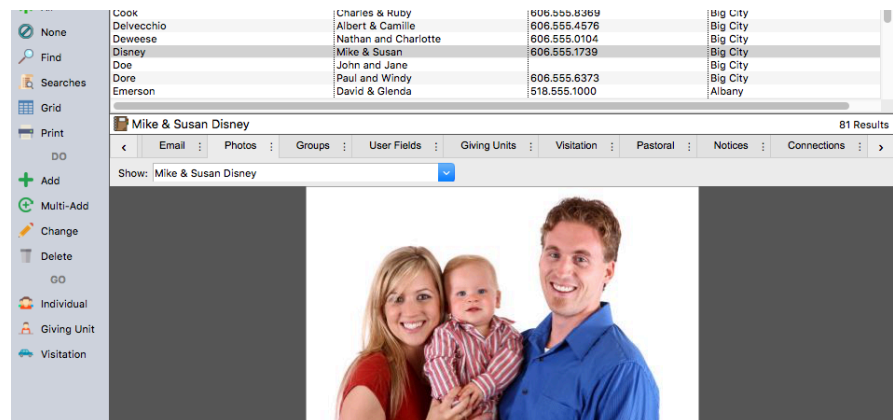 Cook Charles & Ruby 606.555.8369 Big City
None
Delvecchio Albert & Camille 606.555.4576 Big City
Deweese Nathan and Charlotte 606.555.0104 Big City
Find
Disney Mike & Susan 606.555.1739 Big City
Doe John and Jane Big City
Searches
Dore Paul and Windy 606.555.6373 Big City
Emerson David & Glenda 518.555.1000 Albany
Grid
Print
Mike & Susan Disney 81 Results
Email Photos Groups User Fields Giving Units Visitation Pastoral Notices Connections
DO
Show: Mike & Susan Disney
Add
Multi-Add
Change
Delete
GO
Individual
Giving Unit
Visitation